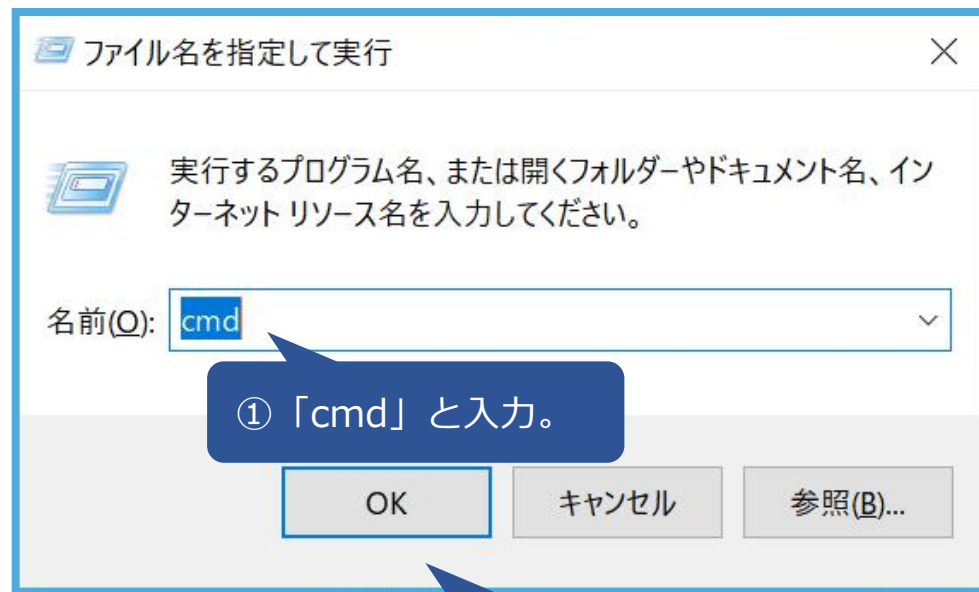 ファイル名を指定して実行
実行するプログラム名、または開くフォルダーやドキュメント名、イン
ターネット リソース名を入力してください。
名前(O):
cmd
①「cmd」と入力。
OK
キャンセル
参照(B)...